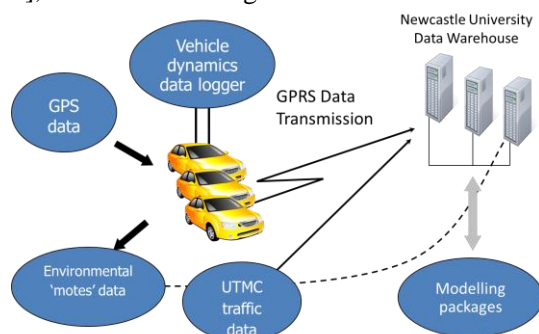 Newcastle University
Data Warehouse
Vehicle
dynamics
data logger
GPRS Data
Transmission
GPS
data
Environmental
'motes' data
UTMC
traffic
data
Modelling
packages